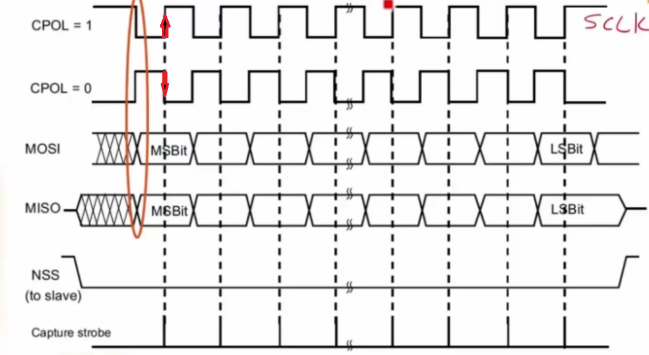 CPOL = 1
SCLK
CPOL = 0
MOSI
MSBit
LSBit
MISO
MSBit
LSBit
NSS
(to slave)
Capture strobe